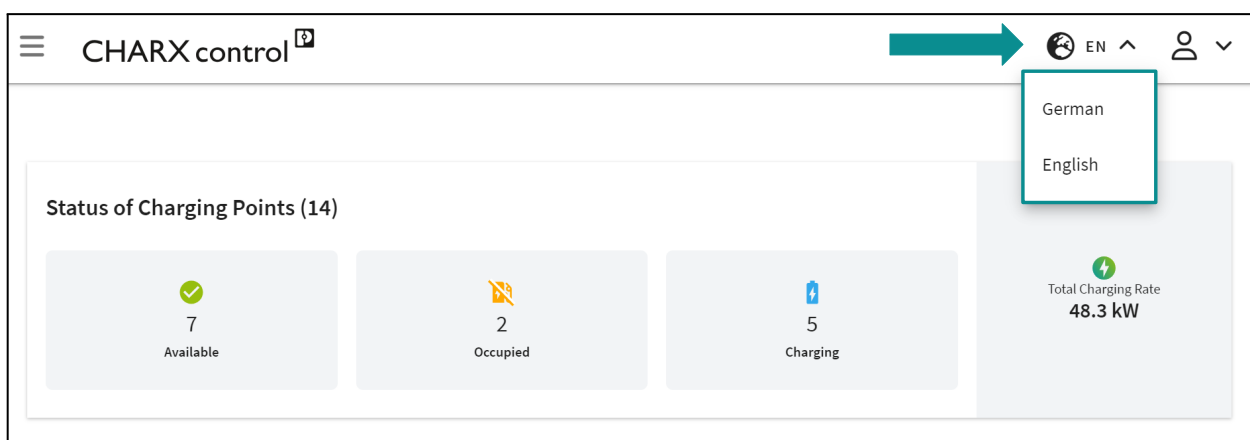 CHARX control
EN
German
English
Status of Charging Points (14)
7
Available
2
Occupied
5
Charging
Total Charging Rate
48.3 kW